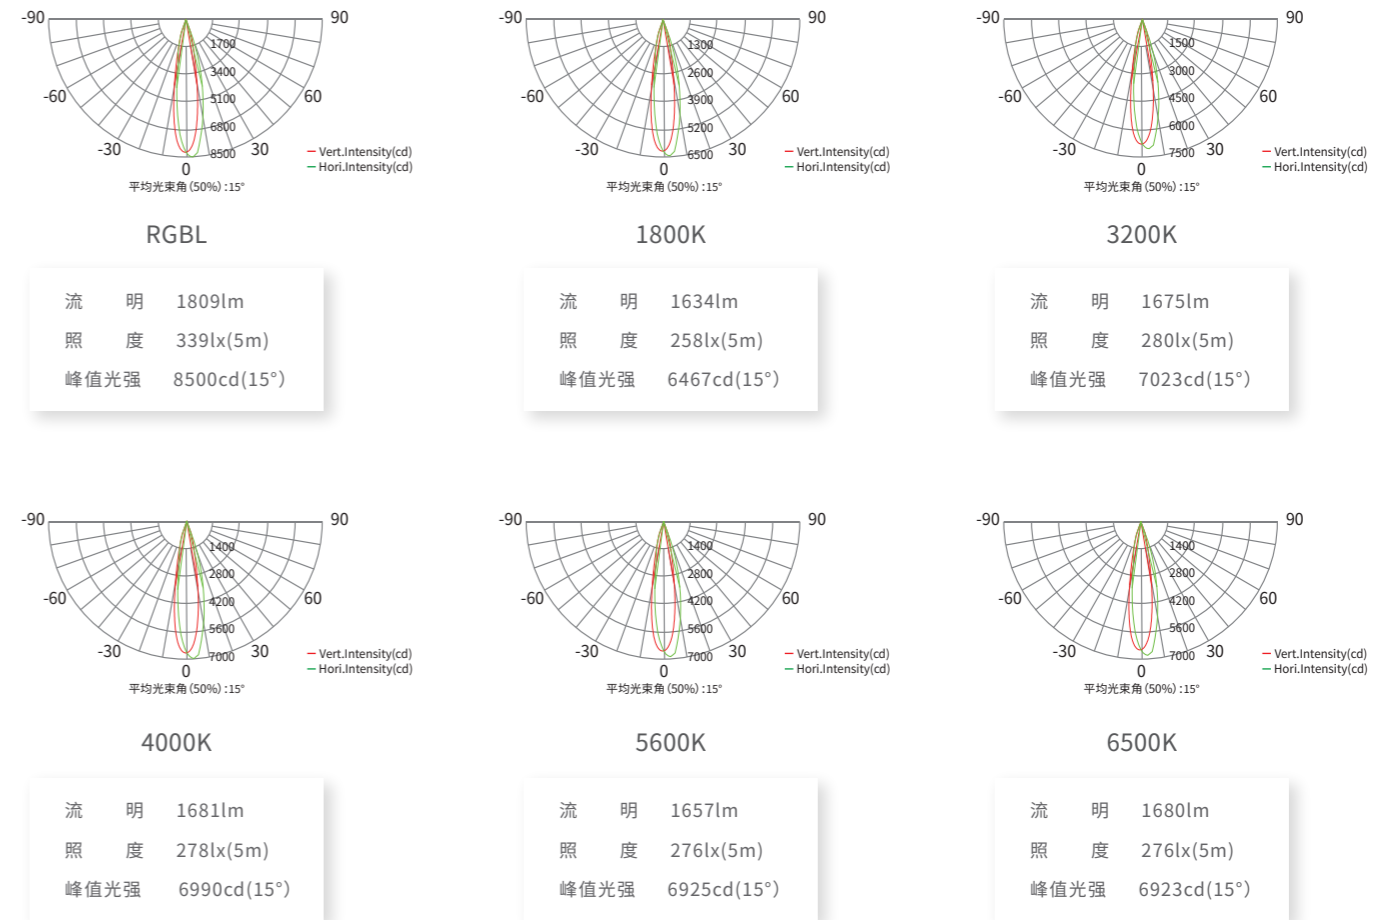 -90 90
1700
3400
5100
6800
8500
-60 60
-30 30
0
Vert.Intensity(cd)
Hori.Intensity(cd)
平均光束角(50%):15°
RGBL
流 明 1809lm
照 度 339lx(5m)
峰值光强 8500cd(15°)
-90 90
1300
2600
3900
5200
6500
-60 60
-30 30
0
Vert.Intensity(cd)
Hori.Intensity(cd)
平均光束角(50%):15°
1800K
流 明 1634lm
照 度 258lx(5m)
峰值光强 6467cd(15°)
-90 90
1500
3000
4500
6000
7500
-60 60
-30 30
0
Vert.Intensity(cd)
Hori.Intensity(cd)
平均光束角(50%):15°
3200K
流 明 1675lm
照 度 280lx(5m)
峰值光强 7023cd(15°)
-90 90
1400
2800
4200
5600
7000
-60 60
-30 30
0
Vert.Intensity(cd)
Hori.Intensity(cd)
平均光束角(50%):15°
4000K
流 明 1681lm
照 度 278lx(5m)
峰值光强 6990cd(15°)
-90 90
1400
2800
4200
5600
7000
-60 60
-30 30
0
Vert.Intensity(cd)
Hori.Intensity(cd)
平均光束角(50%):15°
5600K
流 明 1657lm
照 度 276lx(5m)
峰值光强 6925cd(15°)
-90 90
1400
2800
4200
5600
7000
-60 60
-30 30
0
Vert.Intensity(cd)
Hori.Intensity(cd)
平均光束角(50%):15°
6500K
流 明 1680lm
照 度 276lx(5m)
峰值光强 6923cd(15°)